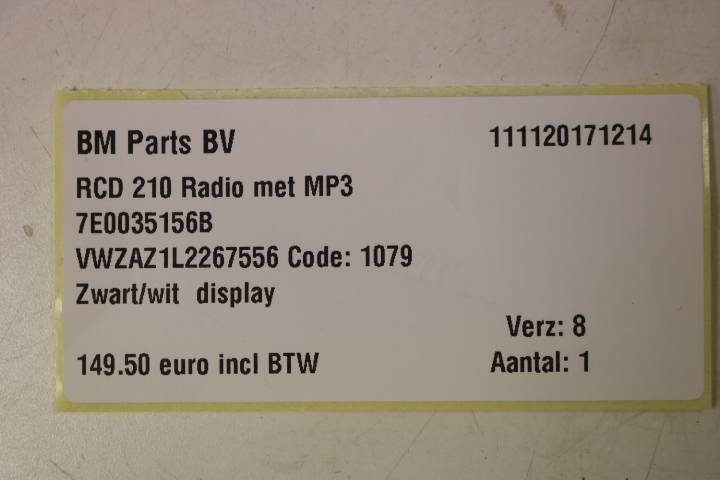 BM Parts BV 111120171214
RCD 210 Radio met MP3
7E0035156B
VWZAZ1L2267556 Code: 1079
Zwart/wit display
Verz: 8
149.50 euro incl BTW Aantal: 1